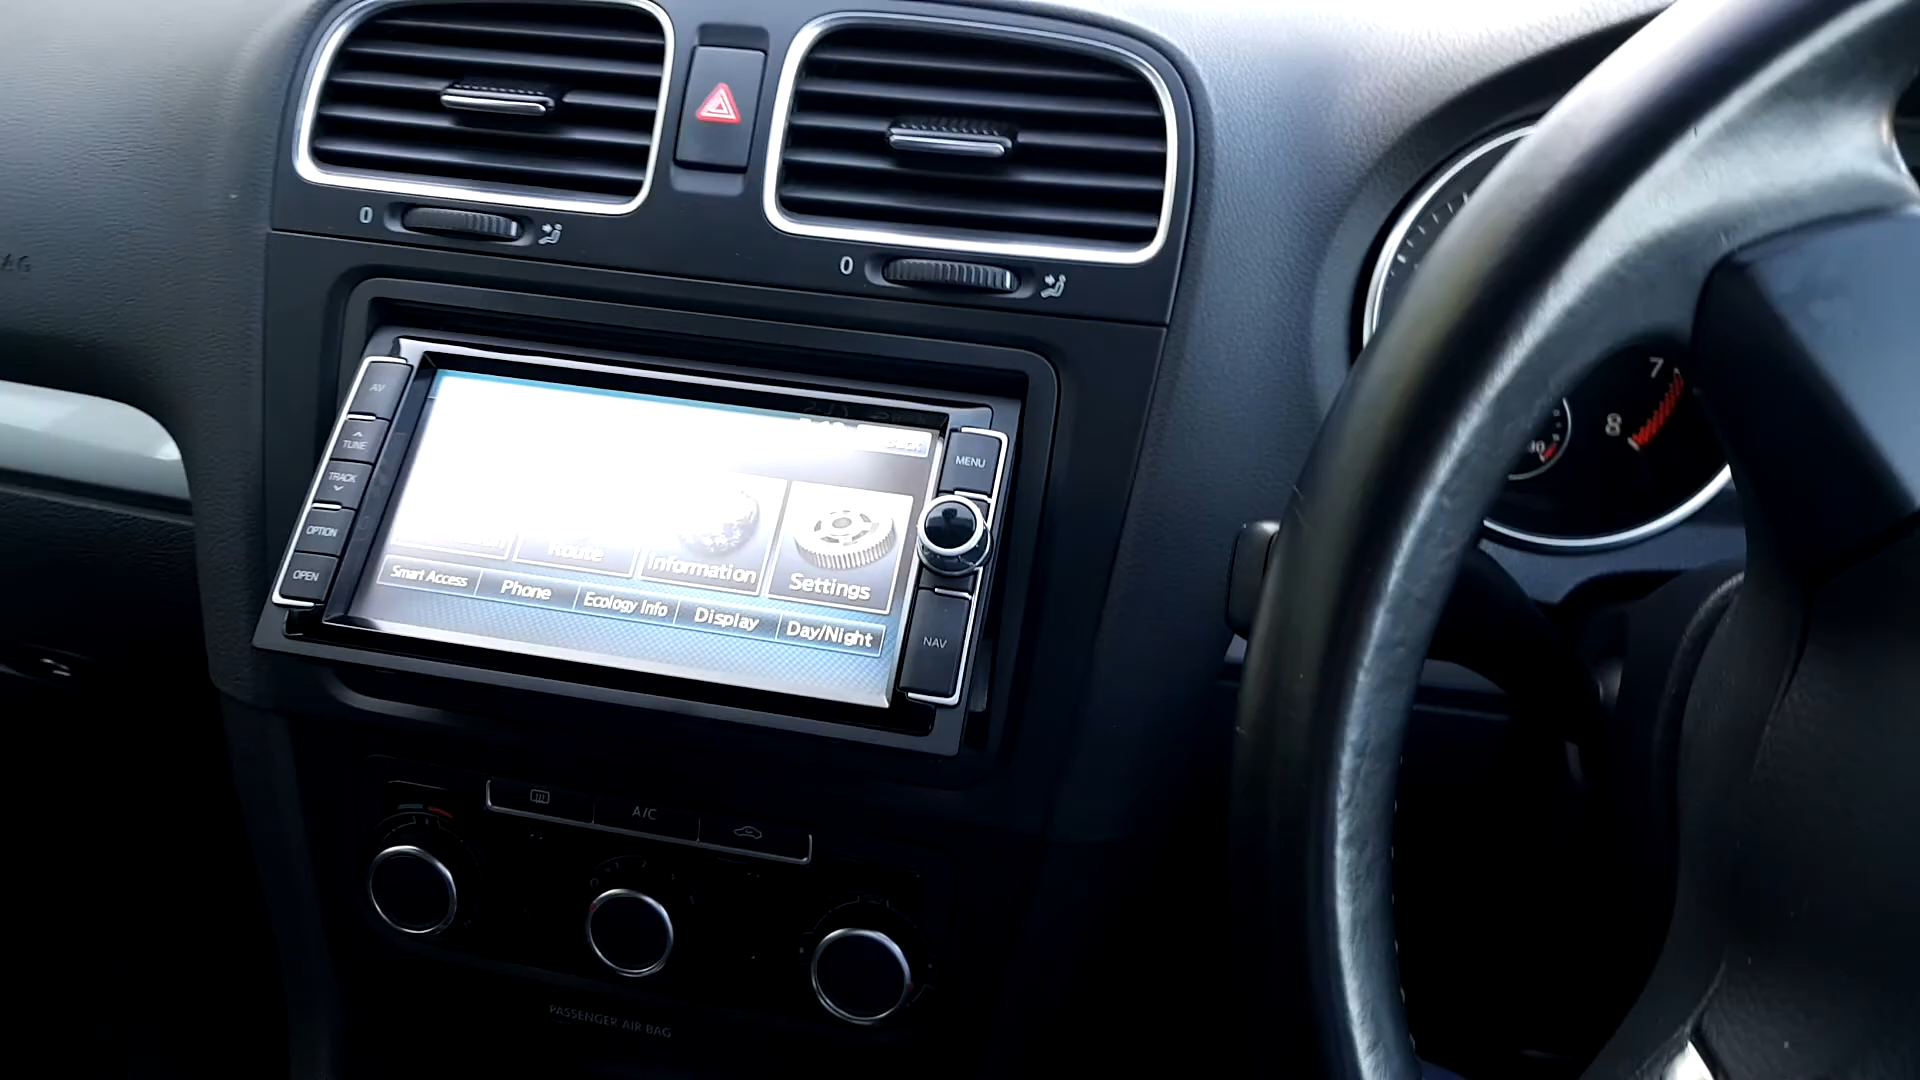 0
0
7
8
AV
TUNE
TRACK
OPTION
OPEN
MENU
NAV
Route
Information
Settings
Smart Access
Phone
Ecology Info
Display
Day/Night
A/C
PASSENGER AIR BAG